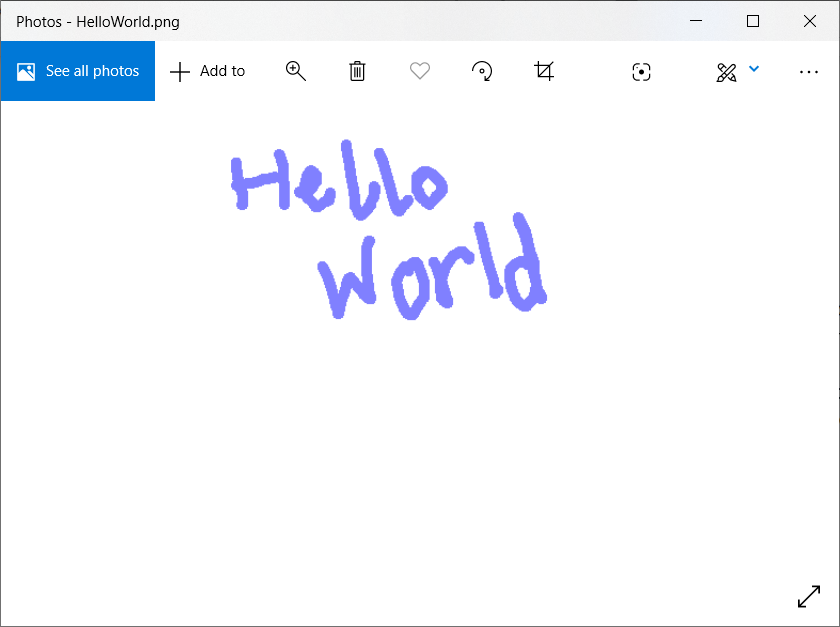 Photos - HelloWorld.png
See all photos
Add to
Hello
World